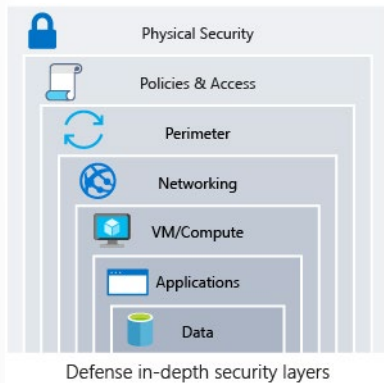 Physical Security
Policies & Access
Perimeter
Networking
VM/Compute
Applications
Data
Defense in-depth security layers